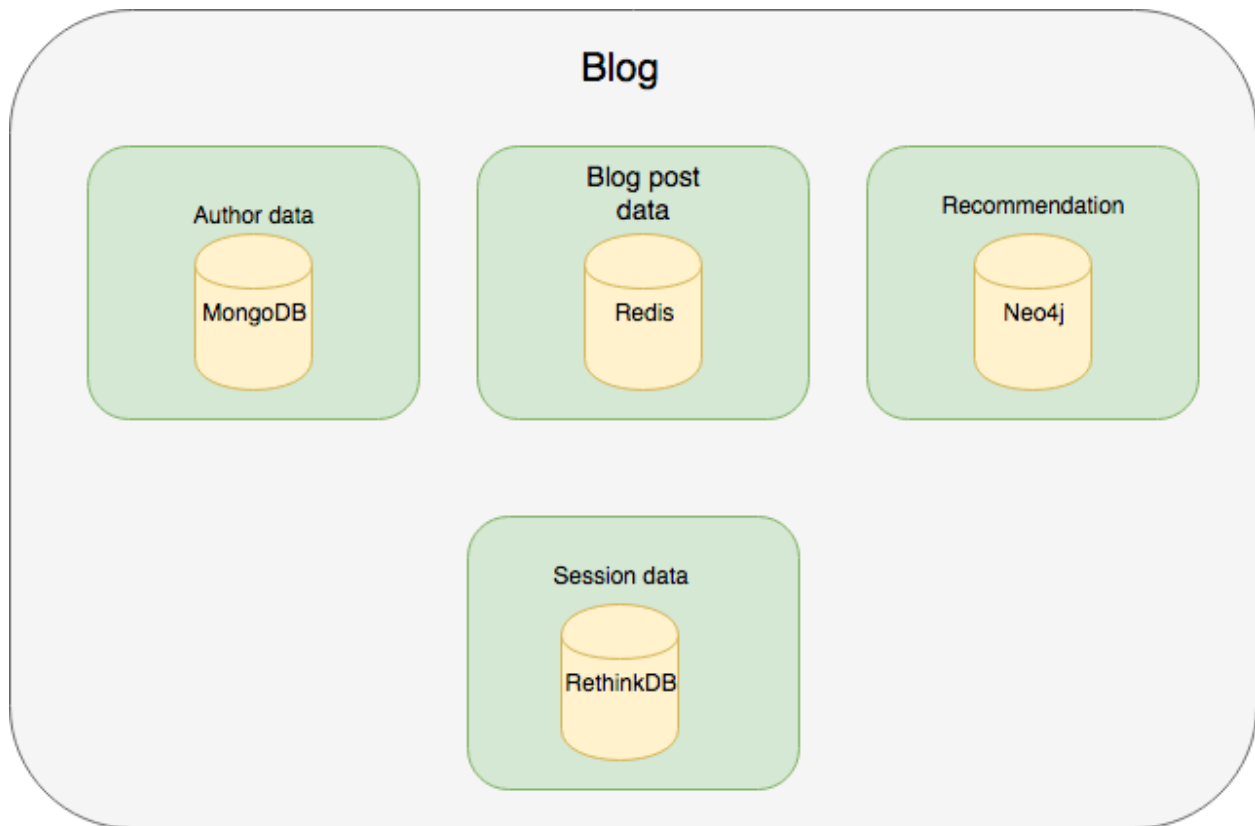 Blog
Author data
MongoDB
Blog post
data
Redis
Recommendation
Neo4j
Session data
RethinkDB